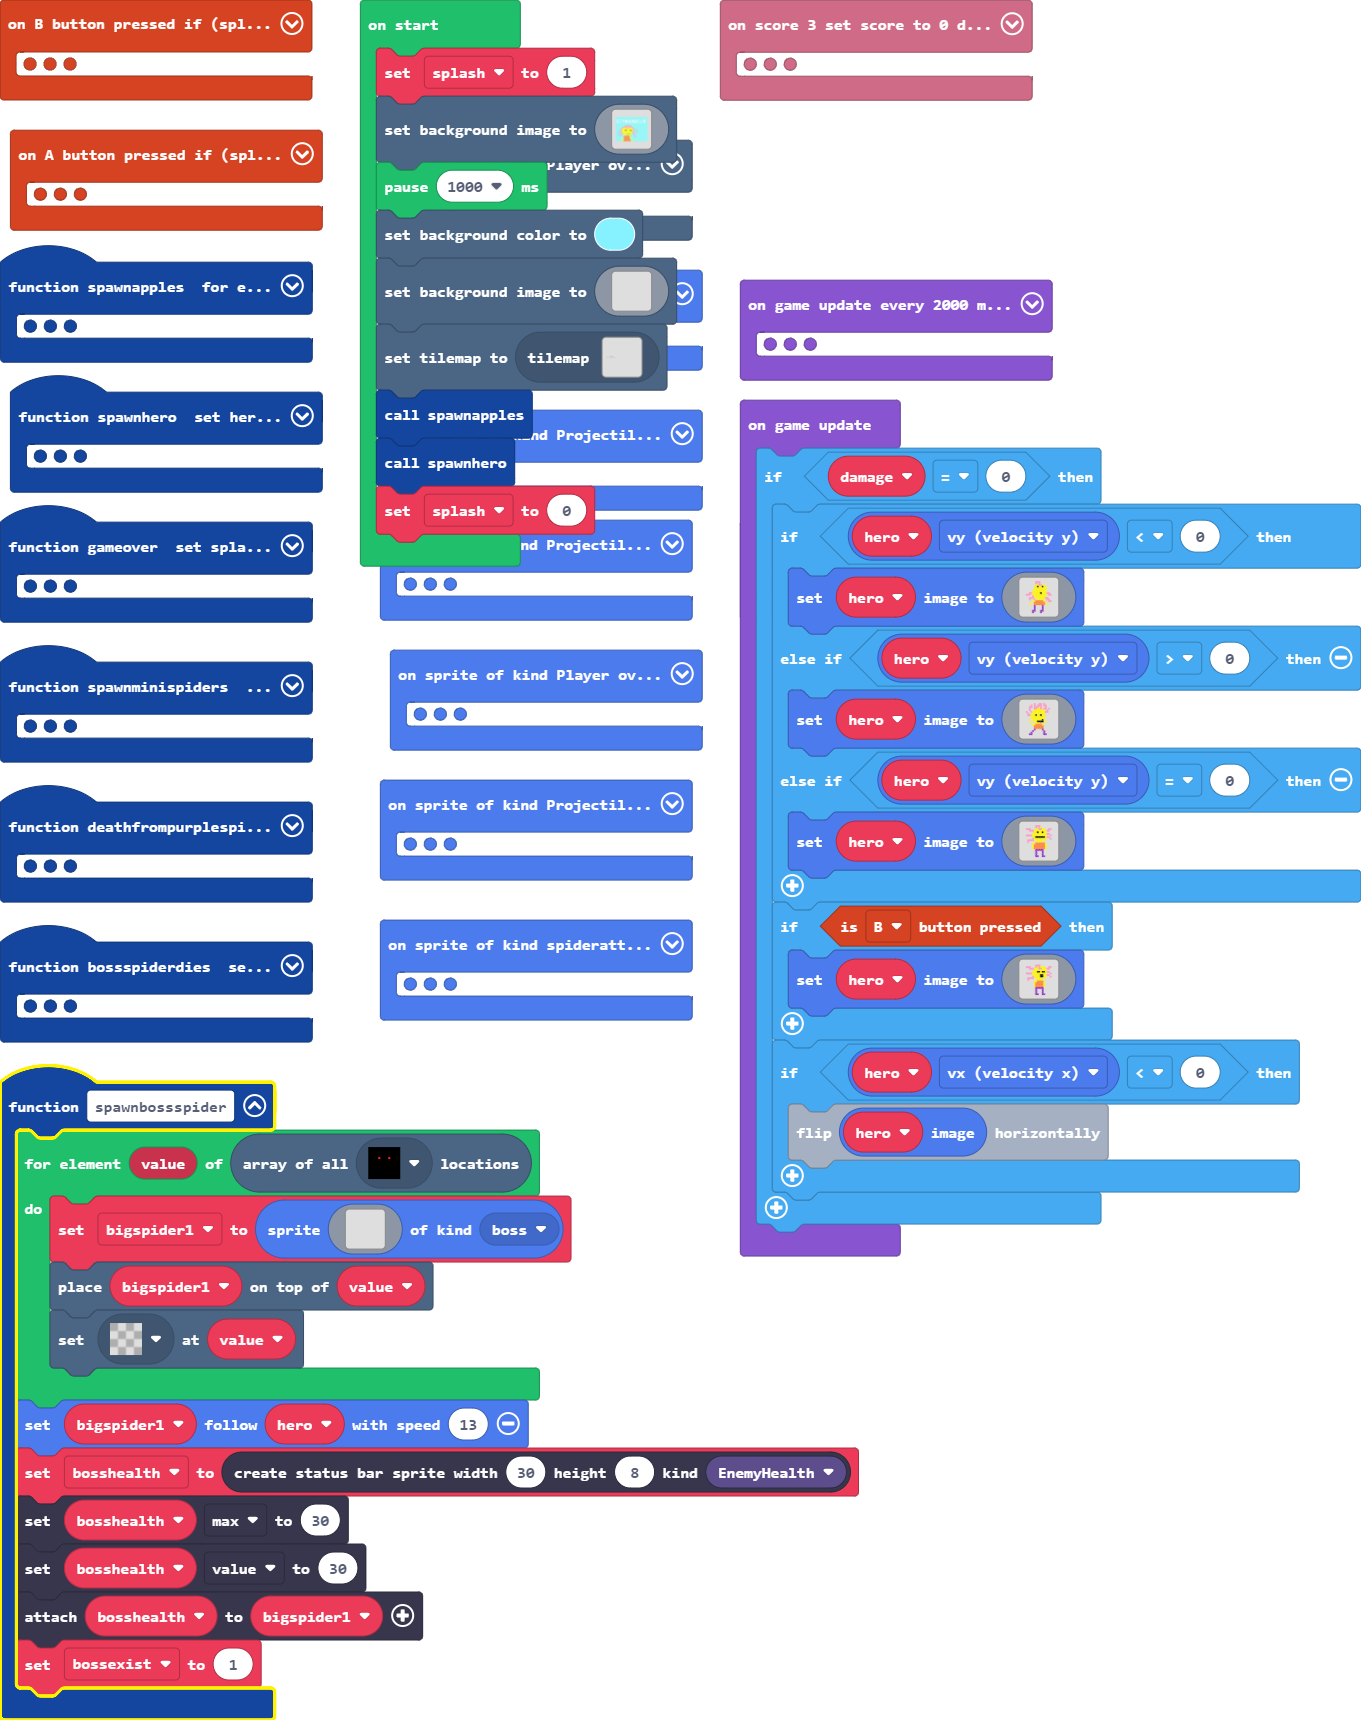 on B button pressed if (spl...
on A button pressed if (spl...
function spawnapples for e...
function spawnhero set her...
function gameover set spla...
function spawnminispiders ...
function deathfrompurplespi...
function bossspiderdies se...
function spawnbossspider
for element value of array of all locations
do
set bigspider1 to sprite of kind boss
place bigspider1 on top of value
set at value
set bigspider1 follow hero with speed 13
set bosshealth to create status bar sprite width 30 height 8 kind EnemyHealth
set bosshealth max to 30
set bosshealth value to 30
attach bosshealth to bigspider1
set bossexist to 1
on start
set splash to 1
set background image to
pause 1000 ms
set background color to
set background image to
set tilemap to tilemap
call spawnapples
call spawnhero
set splash to 0
Player ov...
Projectil...
Projectil...
on sprite of kind Player ov...
on sprite of kind Projectil...
on sprite of kind spideratt...
on score 3 set score to 0 d...
on game update every 2000 m...
on game update
if damage = 0 then
if hero vy (velocity y) < 0 then
set hero image to
else if hero vy (velocity y) > 0 then
set hero image to
else if hero vy (velocity y) = 0 then
set hero image to
if is B button pressed then
set hero image to
if hero vx (velocity x) < 0 then
flip hero image horizontally